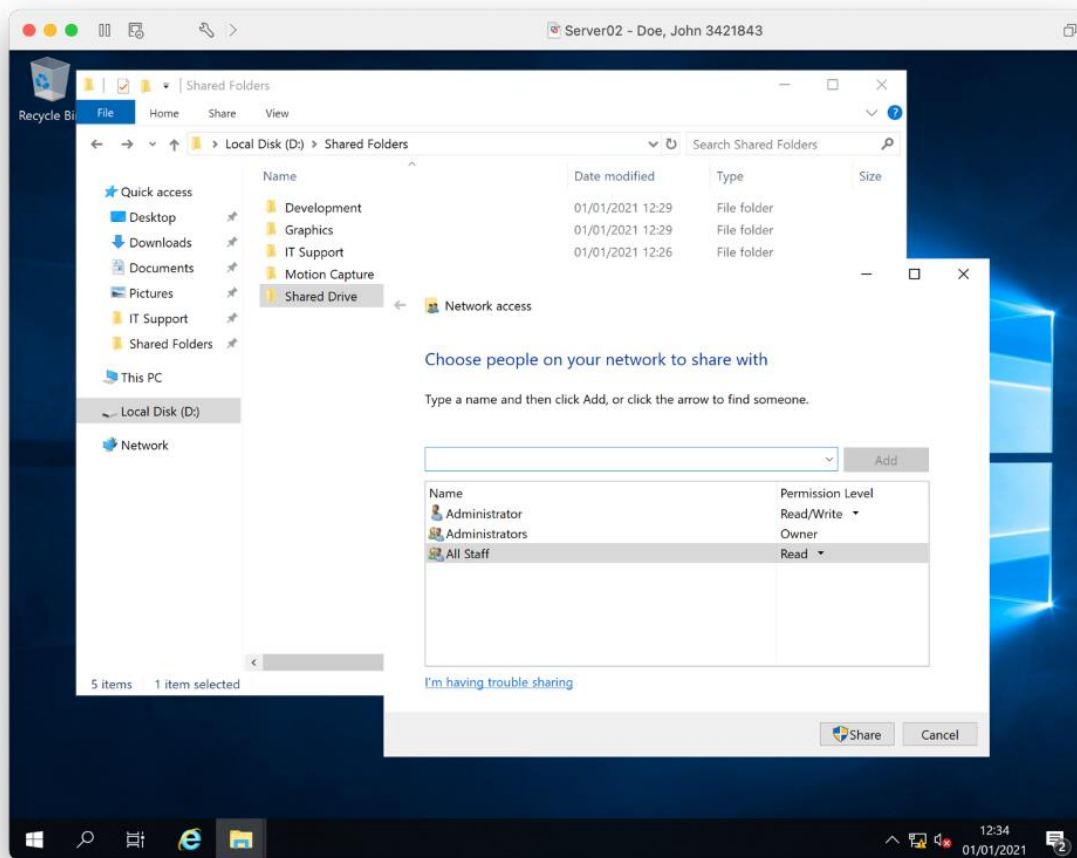 Server02 - Doe, John 3421843
Recycle Bi
Shared Folders
File Home Share View
Local Disk (D:) > Shared Folders
Search Shared Folders
Name Date modified Type Size
Quick access
Desktop
Downloads
Documents
Pictures
IT Support
Shared Folders
This PC
Local Disk (D:)
Network
Development 01/01/2021 12:29 File folder
Graphics 01/01/2021 12:29 File folder
IT Support 01/01/2021 12:26 File folder
Motion Capture
Shared Drive
5 items 1 item selected
Network access
Choose people on your network to share with
Type a name and then click Add, or click the arrow to find someone.
Add
Name Permission Level
Administrator Read/Write
Administrators Owner
All Staff Read
I'm having trouble sharing
Share Cancel
12:34
01/01/2021
2